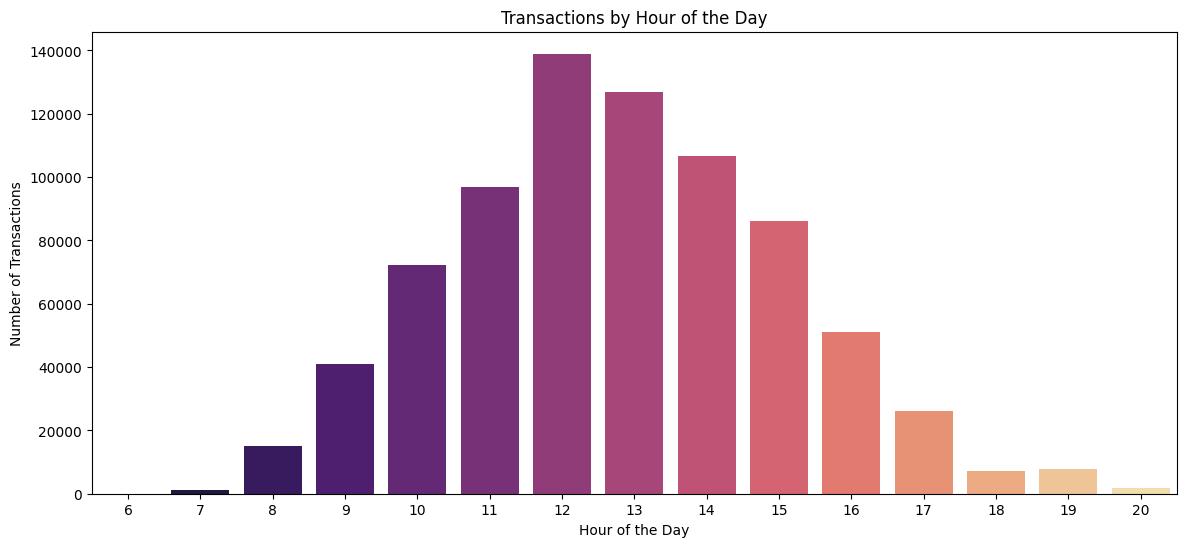 Transactions by Hour of the Day
Number of Transactions
140000
120000
100000
80000
60000
40000
20000
0
6 7 8 9 10 11 12 13 14 15 16 17 18 19 20
Hour of the Day